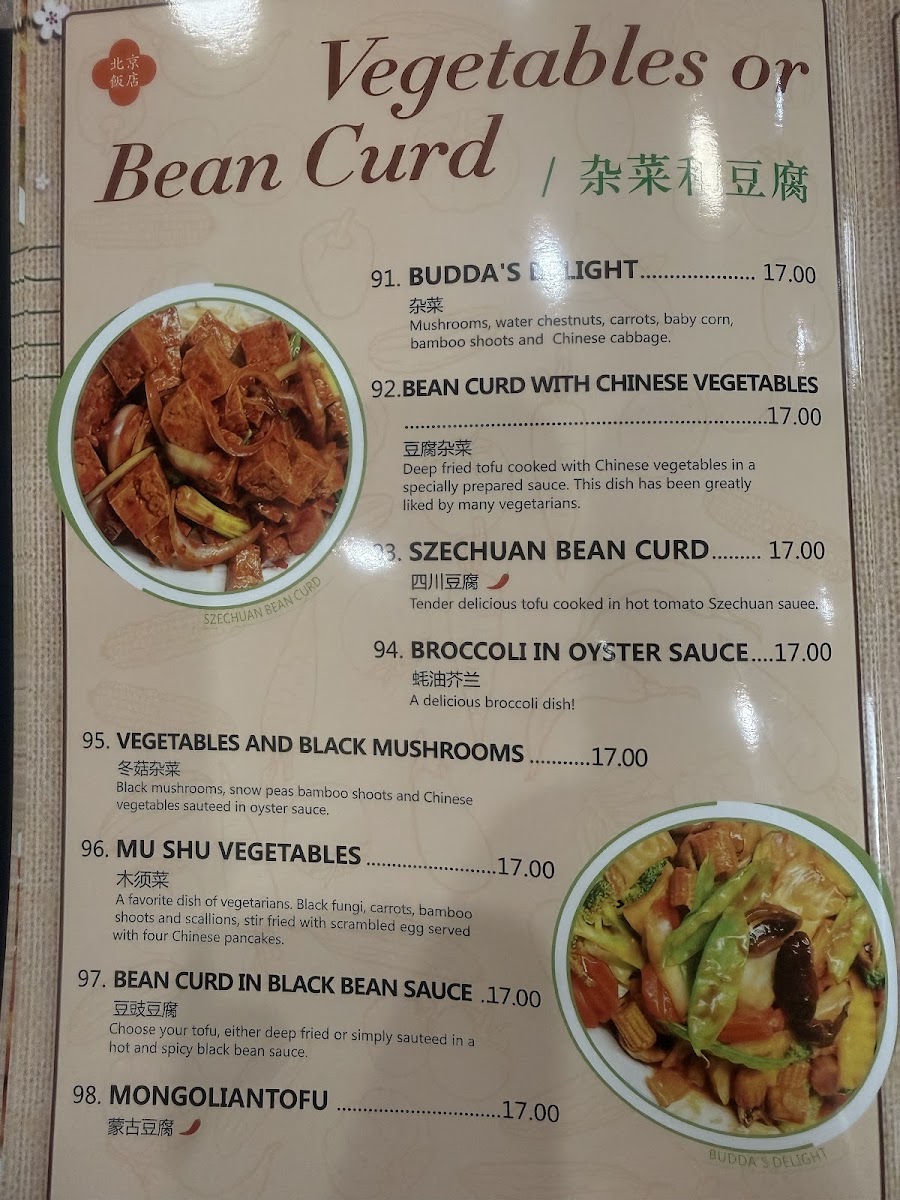 北京
飯店
Vegetables or
Bean Curd / 杂菜和豆腐
91. BUDDA'S DELIGHT.................... 17.00
杂菜
Mushrooms, water chestnuts, carrots, baby corn,
bamboo shoots and Chinese cabbage.
92.BEAN CURD WITH CHINESE VEGETABLES
.................................................................17.00
豆腐杂菜
Deep fried tofu cooked with Chinese vegetables in a
specially prepared sauce. This dish has been greatly
liked by many vegetarians.
93. SZECHUAN BEAN CURD......... 17.00
四川豆腐
Tender delicious tofu cooked in hot tomato Szechuan sauee.
SZECHUAN BEAN CURD
94. BROCCOLI IN OYSTER SAUCE....17.00
蚝油芥兰
A delicious broccoli dish!
95. VEGETABLES AND BLACK MUSHROOMS ...........17.00
冬菇杂菜
Black mushrooms, snow peas bamboo shoots and Chinese
vegetables sauteed in oyster sauce.
96. MU SHU VEGETABLES .......................17.00
木须菜
A favorite dish of vegetarians. Black fungi, carrots, bamboo
shoots and scallions, stir fried with scrambled egg served
with four Chinese pancakes.
97. BEAN CURD IN BLACK BEAN SAUCE .17.00
豆豉豆腐
Choose your tofu, either deep fried or simply sauteed in a
hot and spicy black bean sauce.
98. MONGOLIANTOFU .............................17.00
蒙古豆腐
BUDDA'S DELIGHT